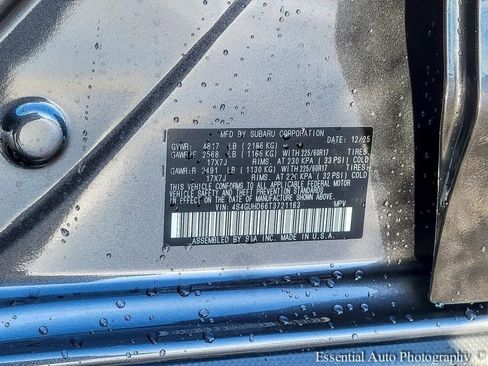 MFD BY SUBARU CORPORATION DATE: 12/25
GVWR: 4817 LB (2185 KG)
GAWR:F 2568 LB (1165 KG) WITH 225/60R17 TIRES,
17X7J RIMS, AT 230 KPA (33 PSI) COLD
GAWR:R 2491 LB (1130 KG) WITH 225/60R17 TIRES,
17X7J RIMS, AT 220 KPA (32 PSI) COLD
THIS VEHICLE CONFORMS TO ALL APPLICABLE FEDERAL MOTOR
VEHICLE SAFETY AND THEFT PREVENTION STANDARDS IN
EFFECT ON THE DATE OF MANUFACTURE SHOWN ABOVE.
VIN: 4S4GUHD66T3721163 MPV
ASSEMBLED BY SIA INC. MADE IN U.S.A.
Essential Auto Photography ©